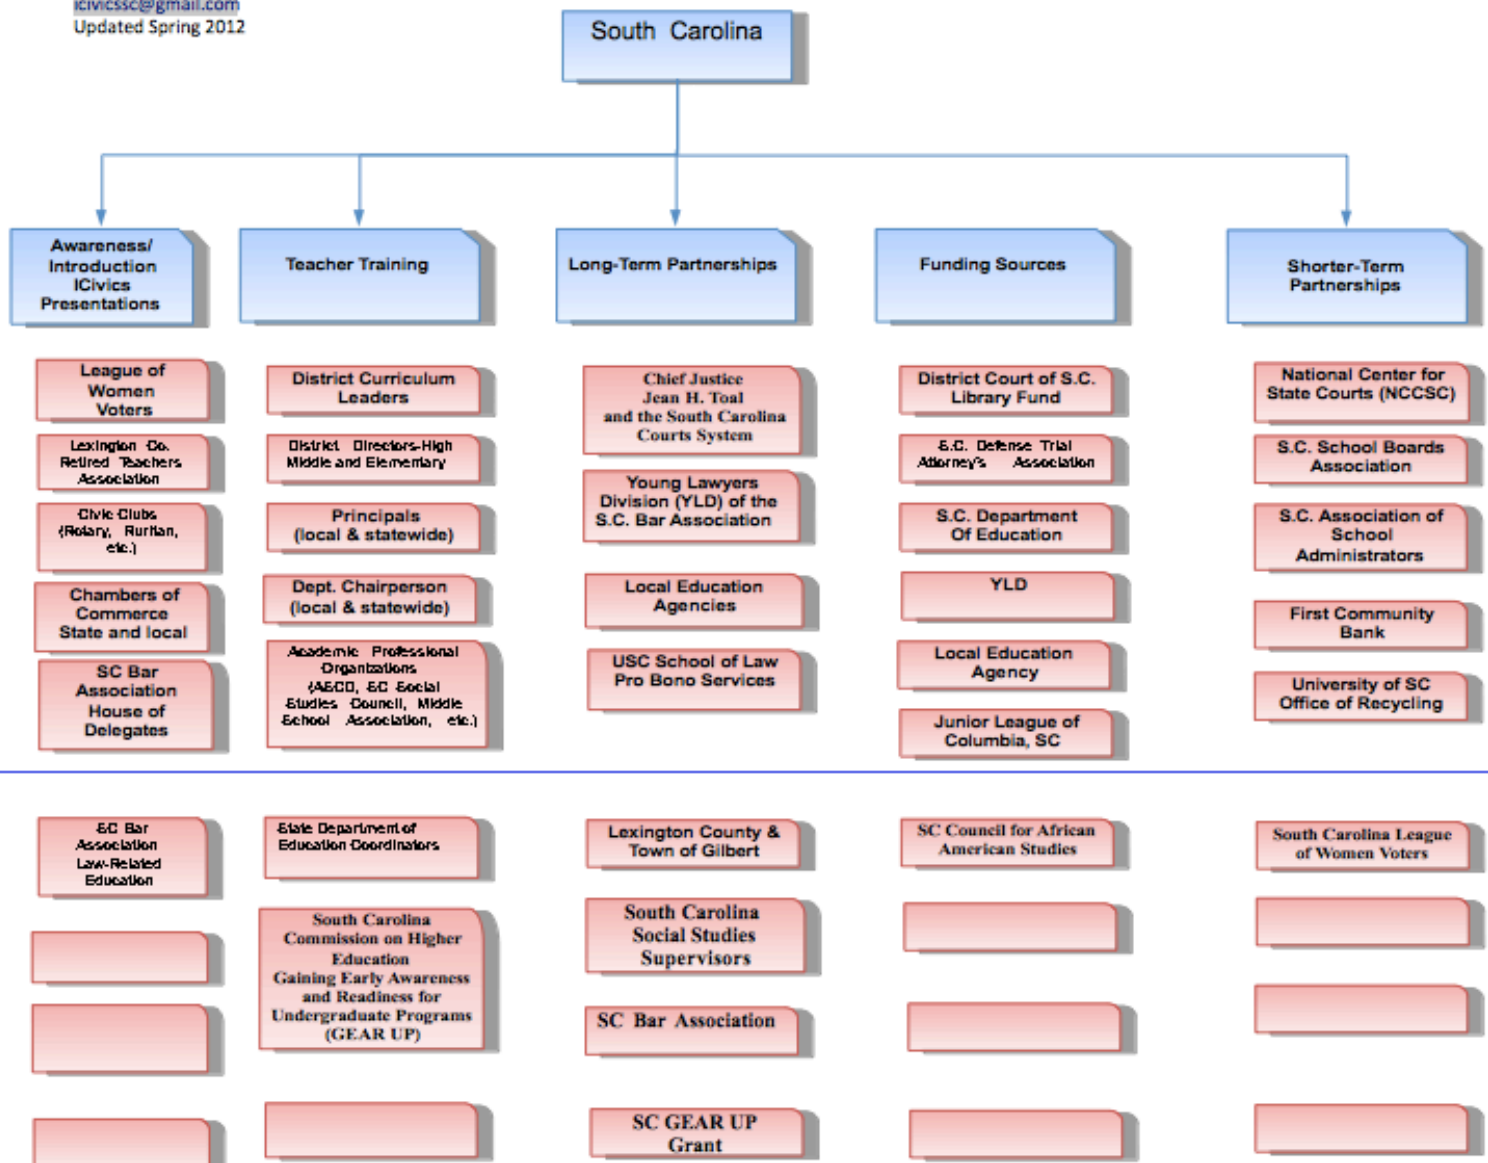 icivicssc@gmail.com
Updated Spring 2012
South Carolina
Awareness/
Introduction
ICivics
Presentations
Teacher Training
Long-Term Partnerships
Funding Sources
Shorter-Term
Partnerships
League of
Women
Voters
Lexington Co.
Retired Teachers
Association
Civic Clubs
(Rotary, Ruritan,
etc.)
Chambers of
Commerce
State and local
SC Bar
Association
House of
Delegates
District Curriculum
Leaders
District Directors-High
Middle and Elementary
Principals
(local & statewide)
Dept. Chairperson
(local & statewide)
Academic Professional
Organizations
(ASCD, SC Social
Studies Council, Middle
School Association, etc.)
Chief Justice
Jean H. Toal
and the South Carolina
Courts System
Young Lawyers
Division (YLD) of the
S.C. Bar Association
Local Education
Agencies
USC School of Law
Pro Bono Services
District Court of S.C.
Library Fund
S.C. Defense Trial
Attorney's Association
S.C. Department
Of Education
YLD
Local Education
Agency
Junior League of
Columbia, SC
National Center for
State Courts (NCCSC)
S.C. School Boards
Association
S.C. Association of
School
Administrators
First Community
Bank
University of SC
Office of Recycling
SC Bar
Association
Law-Related
Education
State Department of
Education Coordinators
South Carolina
Commission on Higher
Education
Gaining Early Awareness
and Readiness for
Undergraduate Programs
(GEAR UP)
Lexington County &
Town of Gilbert
South Carolina
Social Studies
Supervisors
SC Bar Association
SC GEAR UP
Grant
SC Council for African
American Studies
South Carolina League
of Women Voters